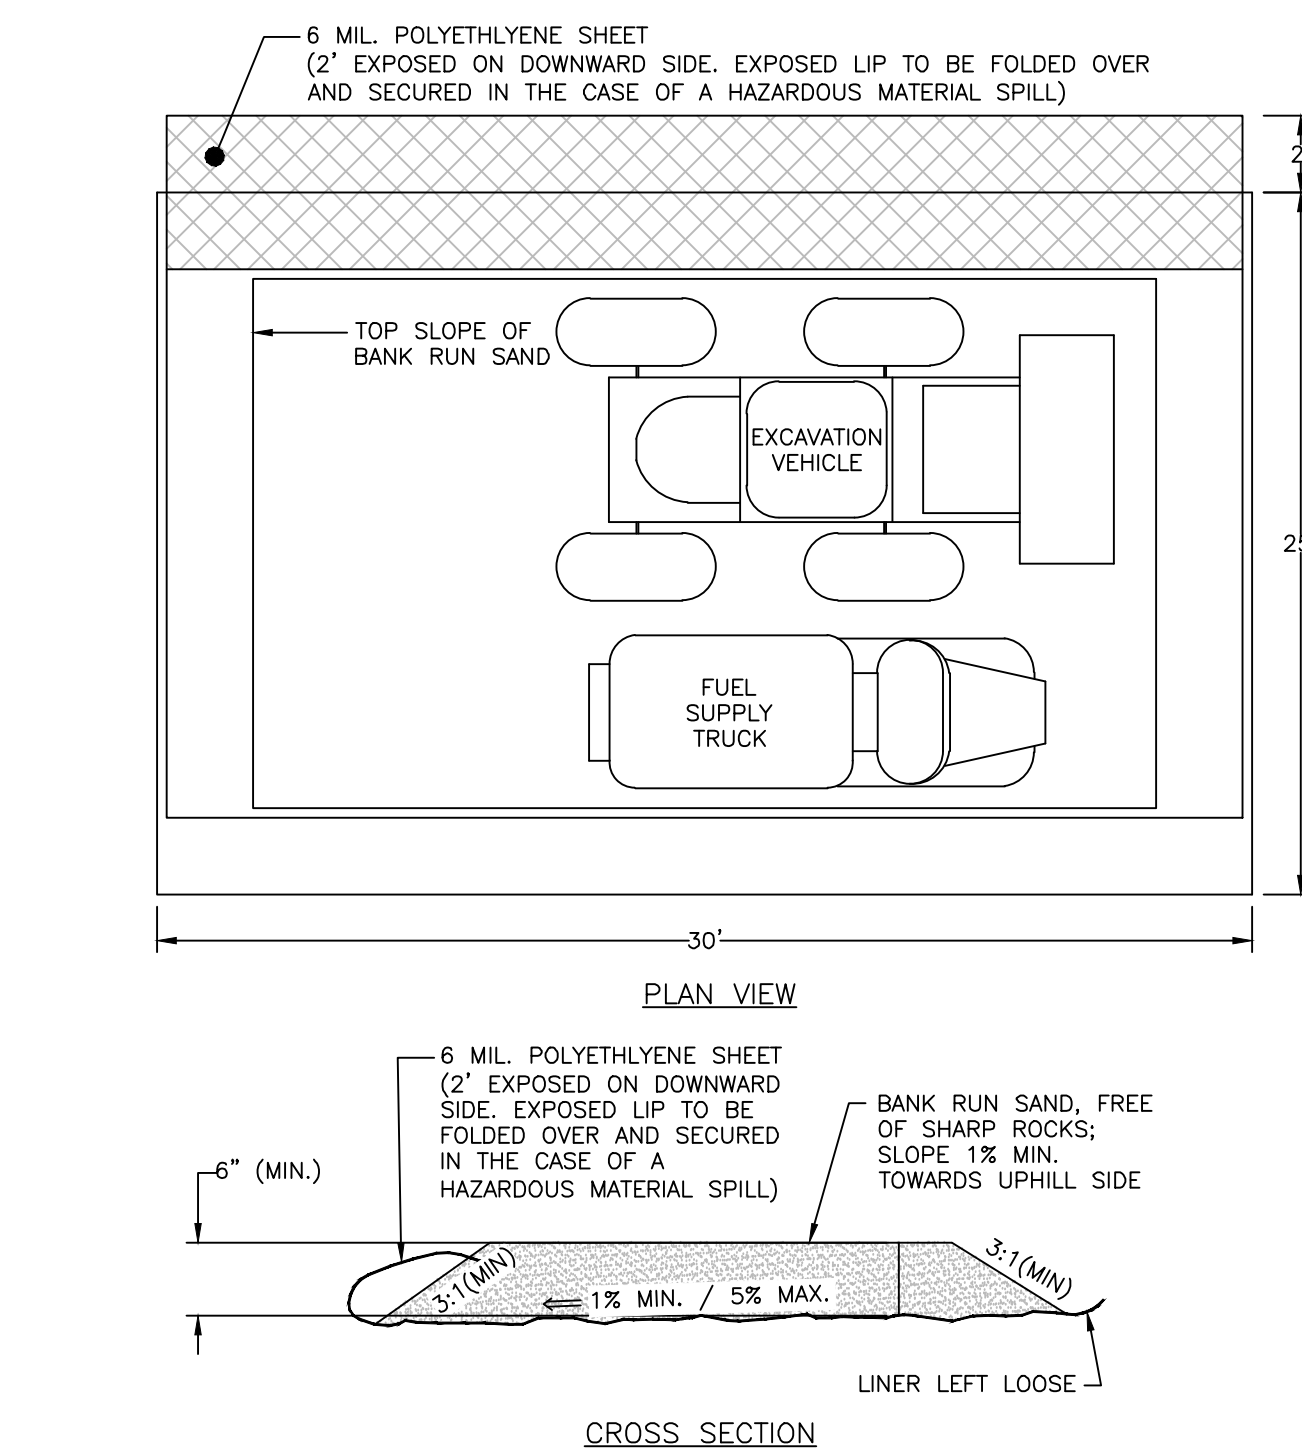 6 MIL. POLYETHLYENE SHEET
(2' EXPOSED ON DOWNWARD SIDE. EXPOSED LIP TO BE FOLDED OVER
AND SECURED IN THE CASE OF A HAZARDOUS MATERIAL SPILL)
TOP SLOPE OF
BANK RUN SAND
EXCAVATION
VEHICLE
FUEL
SUPPLY
TRUCK
30'
PLAN VIEW
6 MIL. POLYETHLYENE SHEET
(2' EXPOSED ON DOWNWARD
SIDE. EXPOSED LIP TO BE
FOLDED OVER AND SECURED
IN THE CASE OF A
HAZARDOUS MATERIAL SPILL)
BANK RUN SAND, FREE
OF SHARP ROCKS;
SLOPE 1% MIN.
TOWARDS UPHILL SIDE
6" (MIN.)
3:1(MIN)
3:1(MIN)
1% MIN. / 5% MAX.
LINER LEFT LOOSE
CROSS SECTION